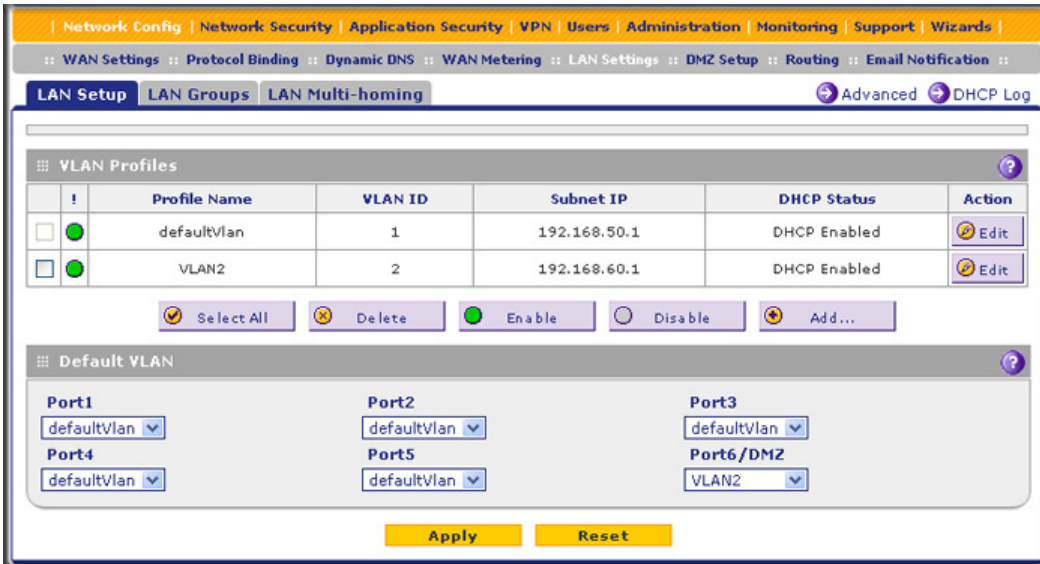 | Network Config | Network Security | Application Security | VPN | Users | Administration | Monitoring | Support | Wizards |
:: WAN Settings :: Protocol Binding :: Dynamic DNS :: WAN Metering :: LAN Settings :: DMZ Setup :: Routing :: Email Notification ::
LAN Setup LAN Groups LAN Multi-homing Advanced DHCP Log
VLAN Profiles ?
! Profile Name VLAN ID Subnet IP DHCP Status Action
defaultVlan 1 192.168.50.1 DHCP Enabled Edit
VLAN2 2 192.168.60.1 DHCP Enabled Edit
Select All Delete Enable Disable Add...
Default VLAN ?
Port1 Port2 Port3
defaultVlan defaultVlan defaultVlan
Port4 Port5 Port6/DMZ
defaultVlan defaultVlan VLAN2
Apply Reset